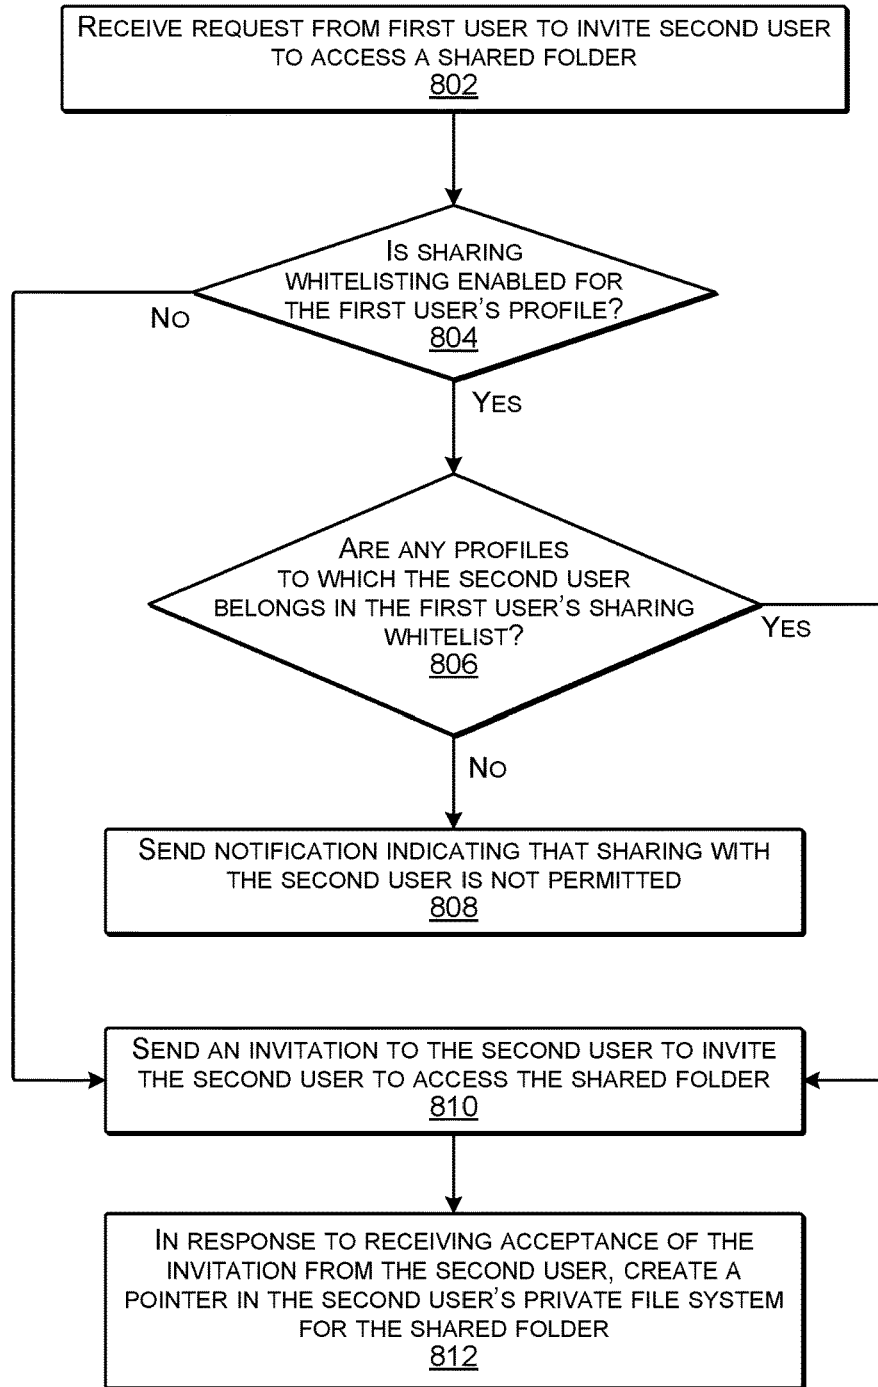 RECEIVE REQUEST FROM FIRST USER TO INVITE SECOND USER
TO ACCESS A SHARED FOLDER
802
IS SHARING
WHITELISTING ENABLED FOR
THE FIRST USER'S PROFILE?
804
NO
YES
ARE ANY PROFILES
TO WHICH THE SECOND USER
BELONGS IN THE FIRST USER'S SHARING
WHITELIST?
806
YES
NO
SEND NOTIFICATION INDICATING THAT SHARING WITH
THE SECOND USER IS NOT PERMITTED
808
SEND AN INVITATION TO THE SECOND USER TO INVITE
THE SECOND USER TO ACCESS THE SHARED FOLDER
810
IN RESPONSE TO RECEIVING ACCEPTANCE OF THE
INVITATION FROM THE SECOND USER, CREATE A
POINTER IN THE SECOND USER'S PRIVATE FILE SYSTEM
FOR THE SHARED FOLDER
812